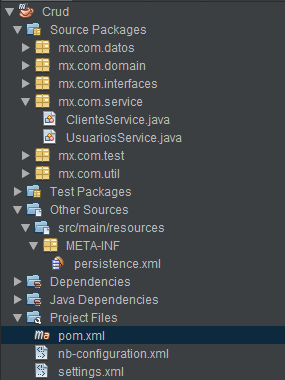 Crud
Source Packages
mx.com.datos
mx.com.domain
mx.com.interfaces
mx.com.service
ClienteService.java
UsuariosService.java
mx.com.test
mx.com.util
Test Packages
Other Sources
src/main/resources
META-INF
persistence.xml
Dependencies
Java Dependencies
Project Files
pom.xml
nb-configuration.xml
settings.xml